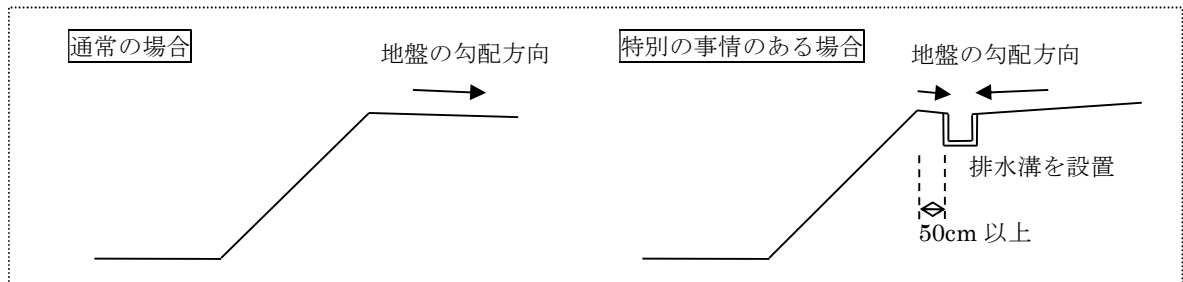 通常の場合
地盤の勾配方向
特別の事情のある場合
地盤の勾配方向
排水溝を設置
50cm 以上